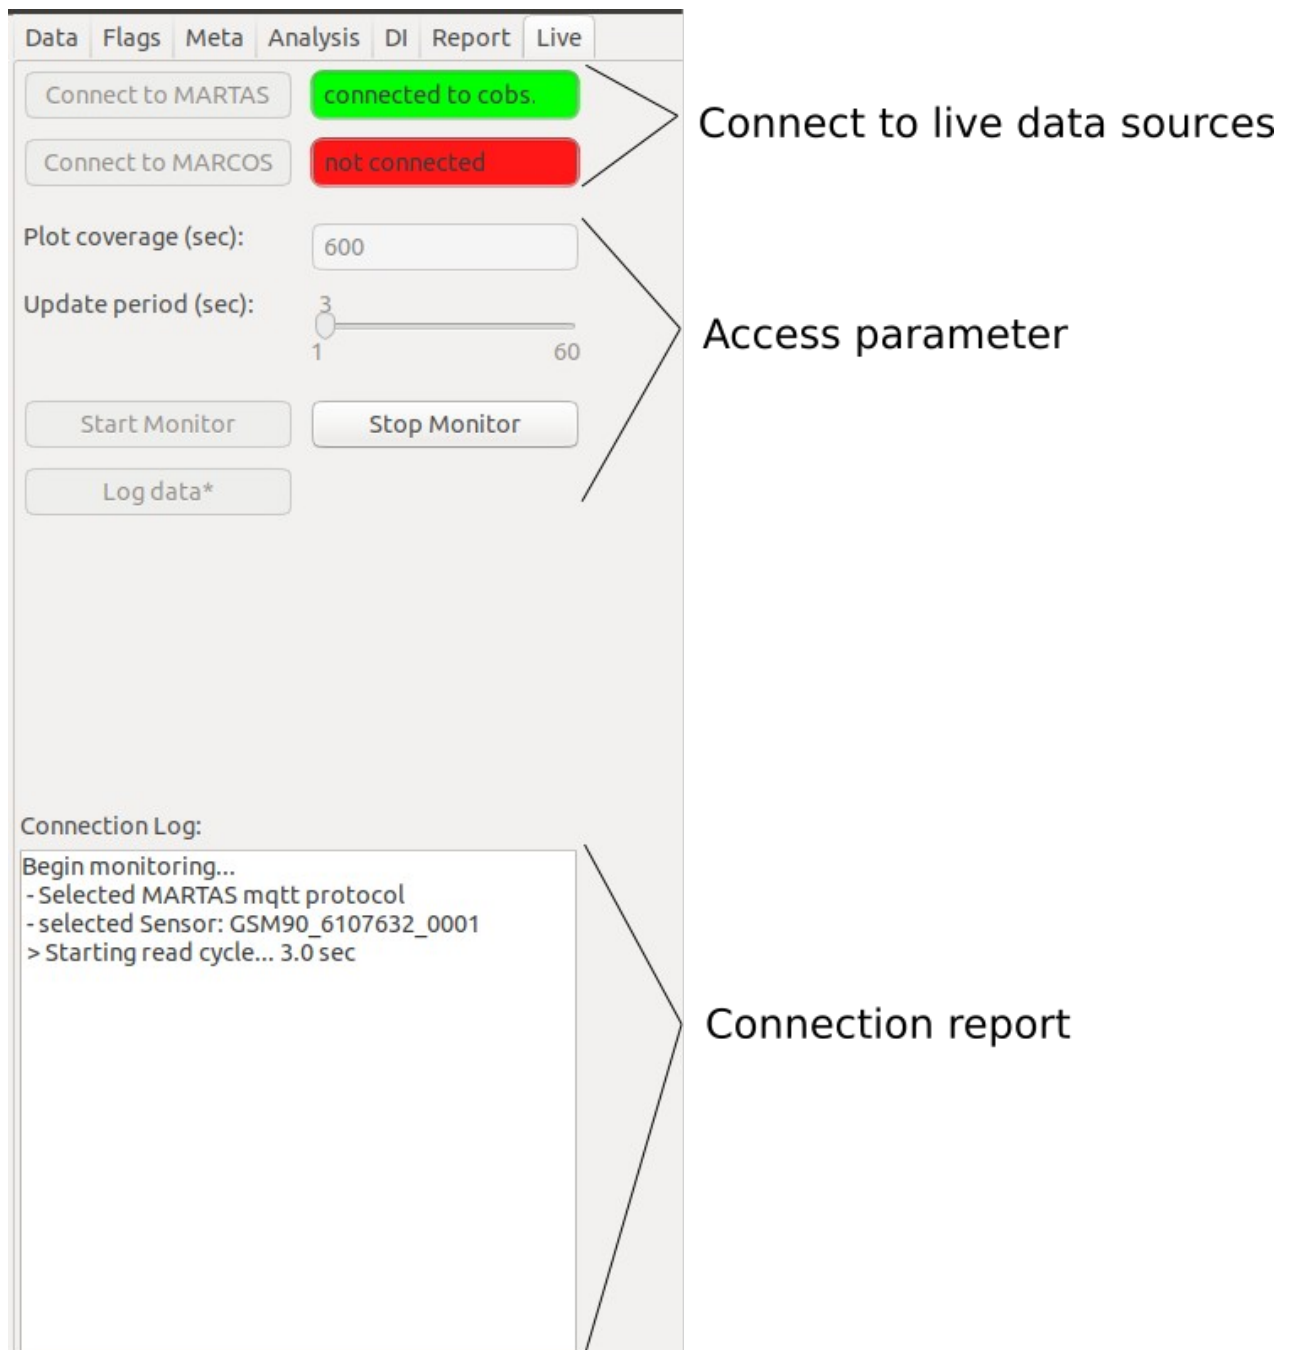 Data Flags Meta Analysis DI Report Live
Connect to MARTAS connected to cobs.
Connect to live data sources
Connect to MARCOS not connected
Plot coverage (sec): 600
Update period (sec): 3
1 60
Access parameter
Start Monitor Stop Monitor
Log data*
Connection Log:
Begin monitoring...
- Selected MARTAS mqtt protocol
- selected Sensor: GSM90_6107632_0001
> Starting read cycle... 3.0 sec
Connection report